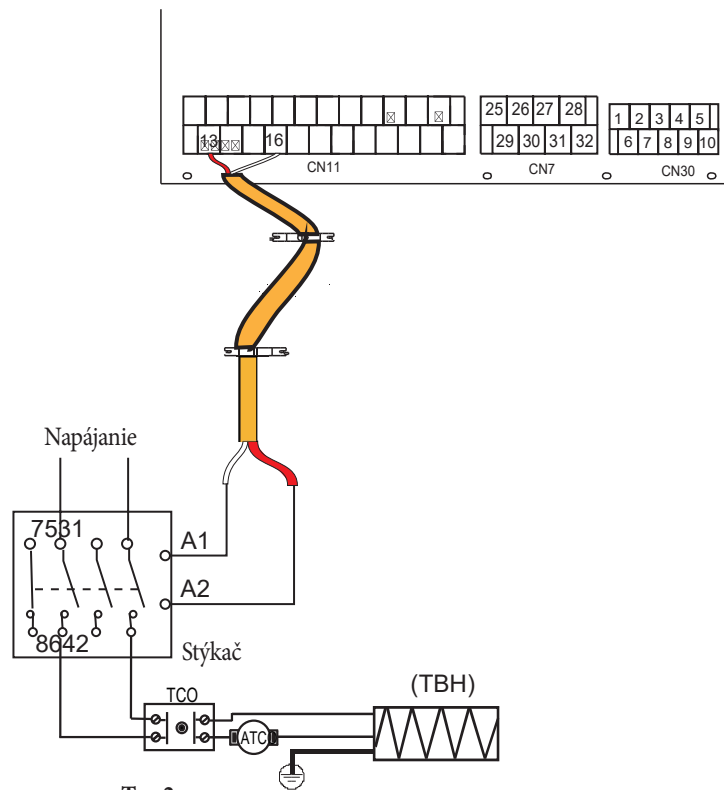 25 26 27 28
1 2 3 4 5
13 16
29 30 31 32
6 7 8 9 10
CN11
CN7
CN30
Napájanie
7531
A1
A2
8642
Stýkač
(TBH)
TCO
ATC